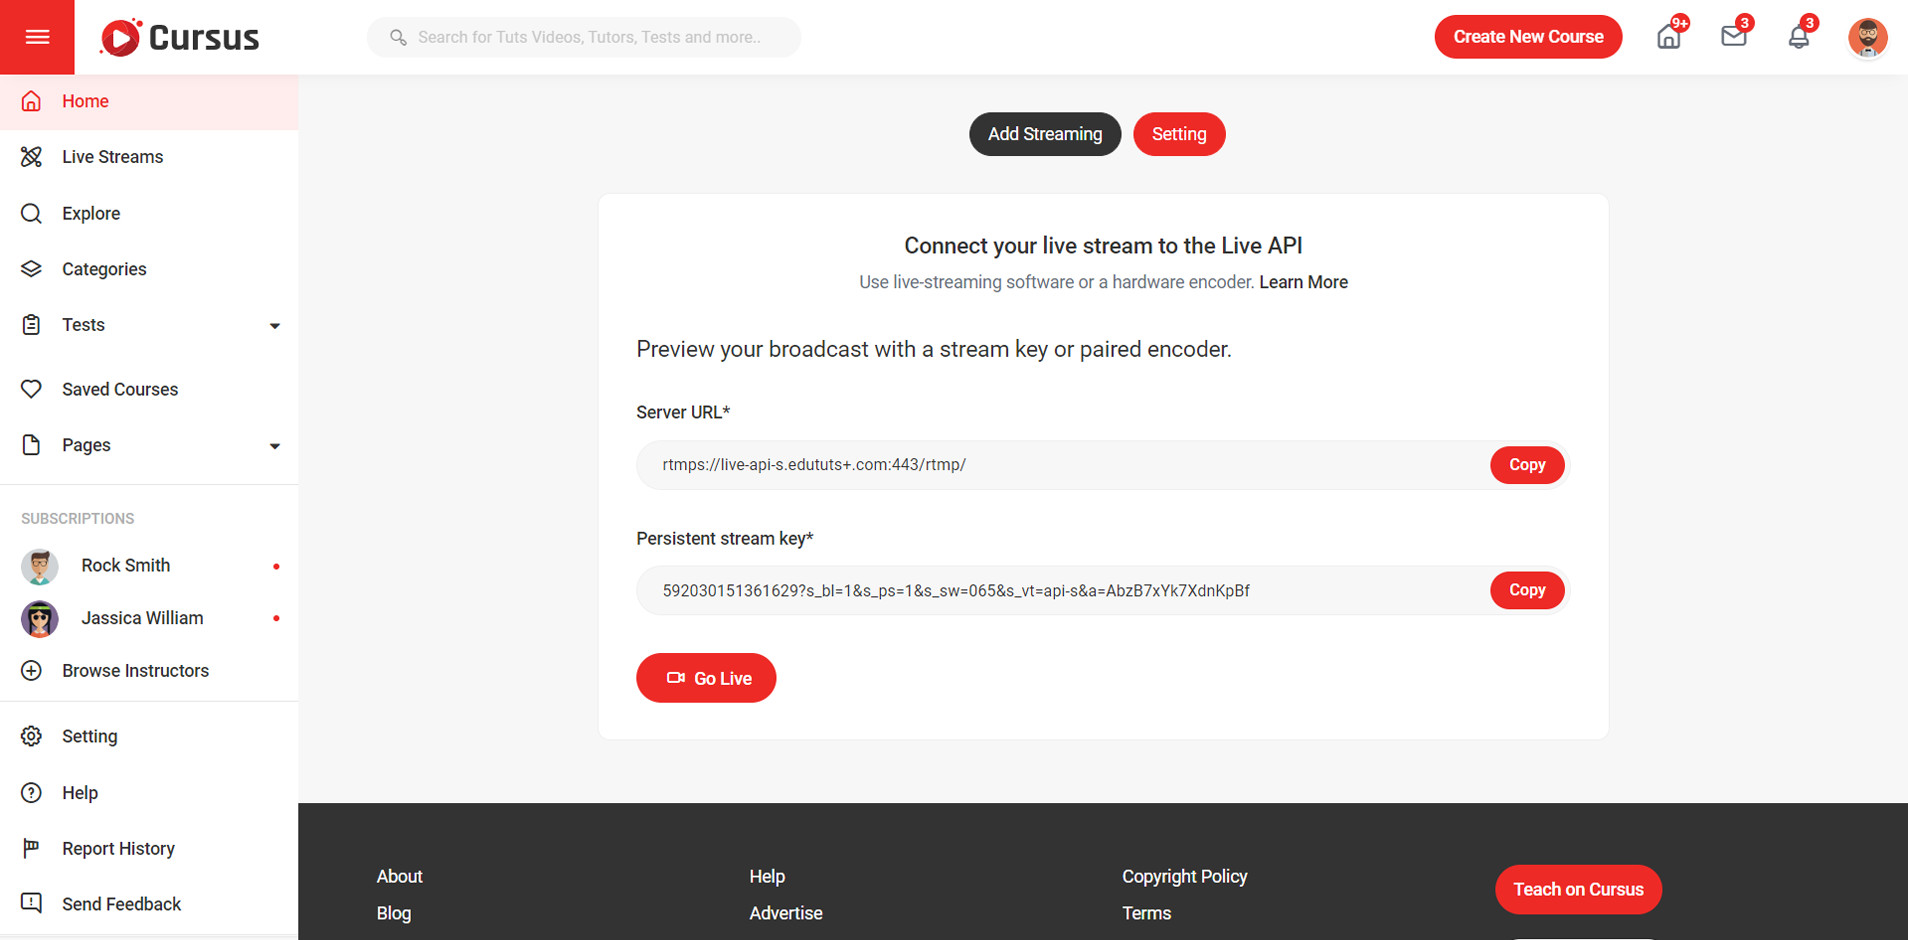 Cursus
Search for Tuts Videos, Tutors, Tests and more..
Create New Course
9+
3
3
Home
Live Streams
Explore
Categories
Tests
Saved Courses
Pages
SUBSCRIPTIONS
Rock Smith
Jassica William
Browse Instructors
Setting
Help
Report History
Send Feedback
Add Streaming
Setting
Connect your live stream to the Live API
Use live-streaming software or a hardware encoder. Learn More
Preview your broadcast with a stream key or paired encoder.
Server URL*
rtmps://live-api-s.edututs+.com:443/rtmp/
Copy
Persistent stream key*
592030151361629?s_bl=1&s_ps=1&s_sw=065&s_vt=api-s&a=AbzB7xYk7XdnKpBf
Copy
Go Live
About
Blog
Help
Advertise
Copyright Policy
Terms
Teach on Cursus